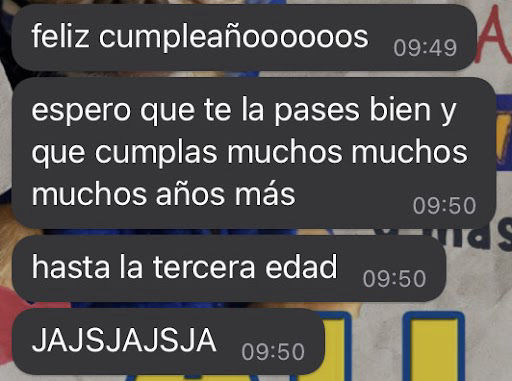 feliz cumpleañoooooos 09:49
espero que te la pases bien y
que cumplas muchos muchos
muchos años más 09:50
hasta la tercera edad 09:50
JAJSJAJSJA 09:50